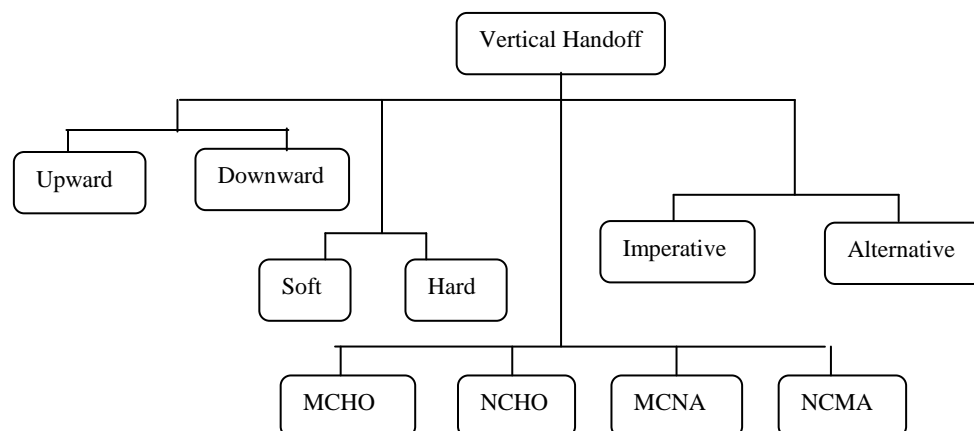 Vertical Handoff
Upward
Downward
Imperative
Alternative
Soft
Hard
MCHO
NCHO
MCNA
NCMA